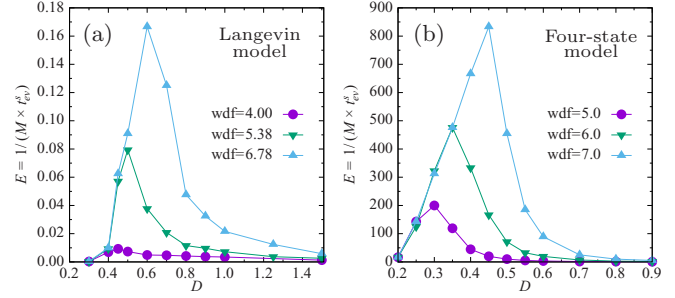 (a)
Langevin
model
wdf=4.00
wdf=5.38
wdf=6.78
E = 1/(M × t_ev^s)
0.18
0.16
0.14
0.12
0.10
0.08
0.06
0.04
0.02
0.00
0.2 0.4 0.6 0.8 1.0 1.2 1.4
D
(b)
Four-state
model
wdf=5.0
wdf=6.0
wdf=7.0
E = 1/(M × t_ev^s)
900
800
700
600
500
400
300
200
100
0
0.2 0.3 0.4 0.5 0.6 0.7 0.8 0.9
D